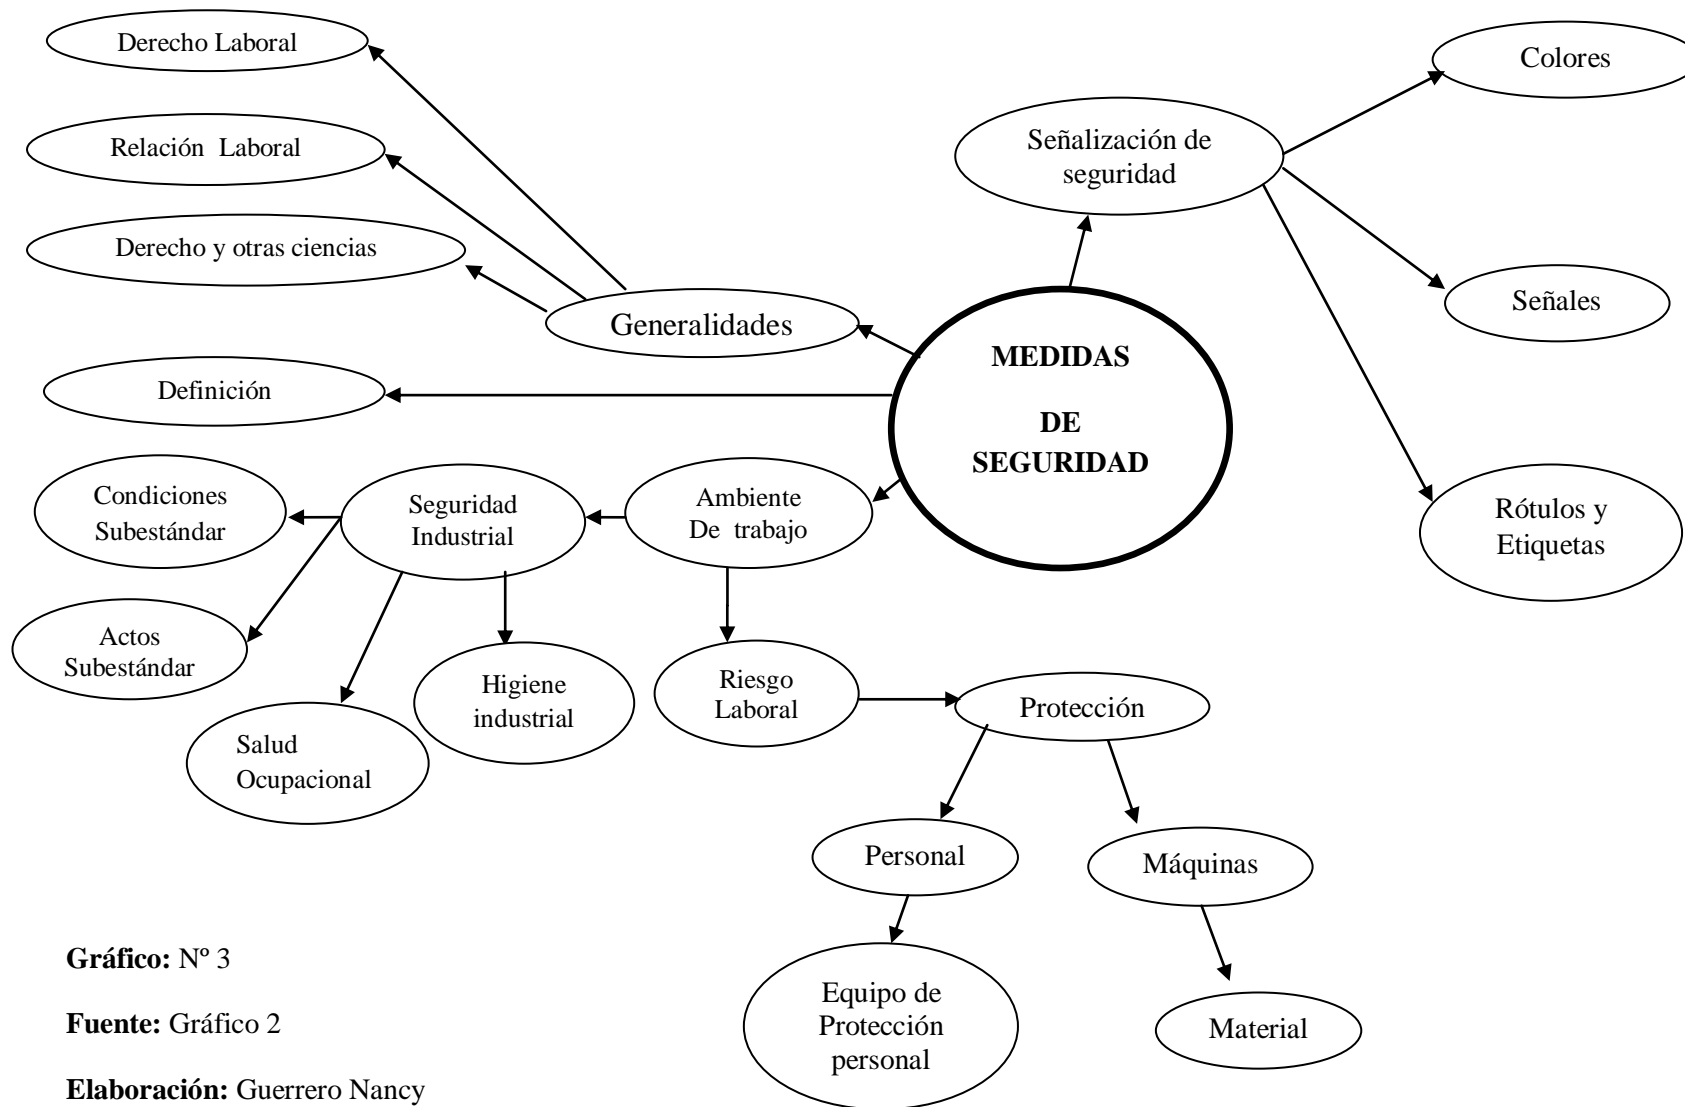 Derecho Laboral
Relación Laboral
Derecho y otras ciencias
Generalidades
Definición
Señalización de
seguridad
Colores
Señales
Rótulos y
Etiquetas
MEDIDAS
DE
SEGURIDAD
Condiciones
Subestándar
Seguridad
Industrial
Ambiente
De trabajo
Actos
Subestándar
Salud
Ocupacional
Higiene
industrial
Riesgo
Laboral
Protección
Personal
Máquinas
Equipo de
Protección
personal
Material
Gráfico: Nº 3
Fuente: Gráfico 2
Elaboración: Guerrero Nancy